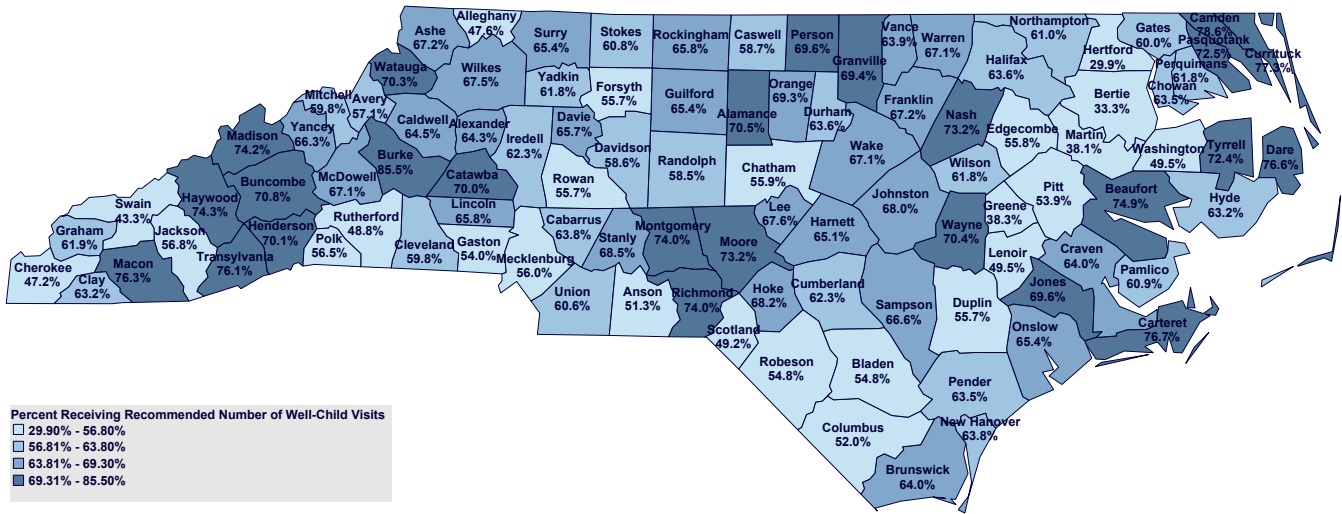 Alleghany
47.6%
Ashe
67.2%
Surry
65.4%
Stokes
60.8%
Rockingham
65.8%
Caswell
58.7%
Person
69.6%
Granville
69.4%
Vance
63.9%
Warren
67.1%
Northampton
61.0%
Halifax
63.6%
Hertford
29.9%
Gates
60.0%
Camden
78.6%
Pasquotank
72.5%
Currituck
77.3%
Perquimans
61.8%
Chowan
63.5%
Bertie
33.3%
Watauga
70.3%
Wilkes
67.5%
Yadkin
61.8%
Forsyth
55.7%
Guilford
65.4%
Alamance
70.5%
Orange
69.3%
Durham
63.6%
Franklin
67.2%
Nash
73.2%
Edgecombe
55.8%
Martin
38.1%
Washington
49.5%
Tyrrell
72.4%
Dare
76.6%
Mitchell
59.8%
Avery
57.1%
Yancey
66.3%
Caldwell
64.5%
Alexander
64.3%
Iredell
62.3%
Davie
65.7%
Davidson
58.6%
Randolph
58.5%
Chatham
55.9%
Wake
67.1%
Wilson
61.8%
Pitt
53.9%
Beaufort
74.9%
Hyde
63.2%
Madison
74.2%
Buncombe
70.8%
McDowell
67.1%
Burke
85.5%
Catawba
70.0%
Rowan
55.7%
Lee
67.6%
Johnston
68.0%
Greene
38.3%
Swain
43.3%
Haywood
74.3%
Henderson
70.1%
Rutherford
48.8%
Lincoln
65.8%
Cabarrus
63.8%
Stanly
68.5%
Montgomery
74.0%
Moore
73.2%
Harnett
65.1%
Wayne
70.4%
Lenoir
49.5%
Craven
64.0%
Pamlico
60.9%
Graham
61.9%
Jackson
56.8%
Transylvania
76.1%
Polk
56.5%
Cleveland
59.8%
Gaston
54.0%
Mecklenburg
56.0%
Cherokee
47.2%
Clay
63.2%
Macon
76.3%
Union
60.6%
Anson
51.3%
Richmond
74.0%
Hoke
68.2%
Cumberland
62.3%
Sampson
66.6%
Duplin
55.7%
Jones
69.6%
Onslow
65.4%
Carteret
76.7%
Scotland
49.2%
Robeson
54.8%
Bladen
54.8%
Pender
63.5%
Columbus
52.0%
New Hanover
63.8%
Brunswick
64.0%
Percent Receiving Recommended Number of Well-Child Visits
29.90% - 56.80%
56.81% - 63.80%
63.81% - 69.30%
69.31% - 85.50%